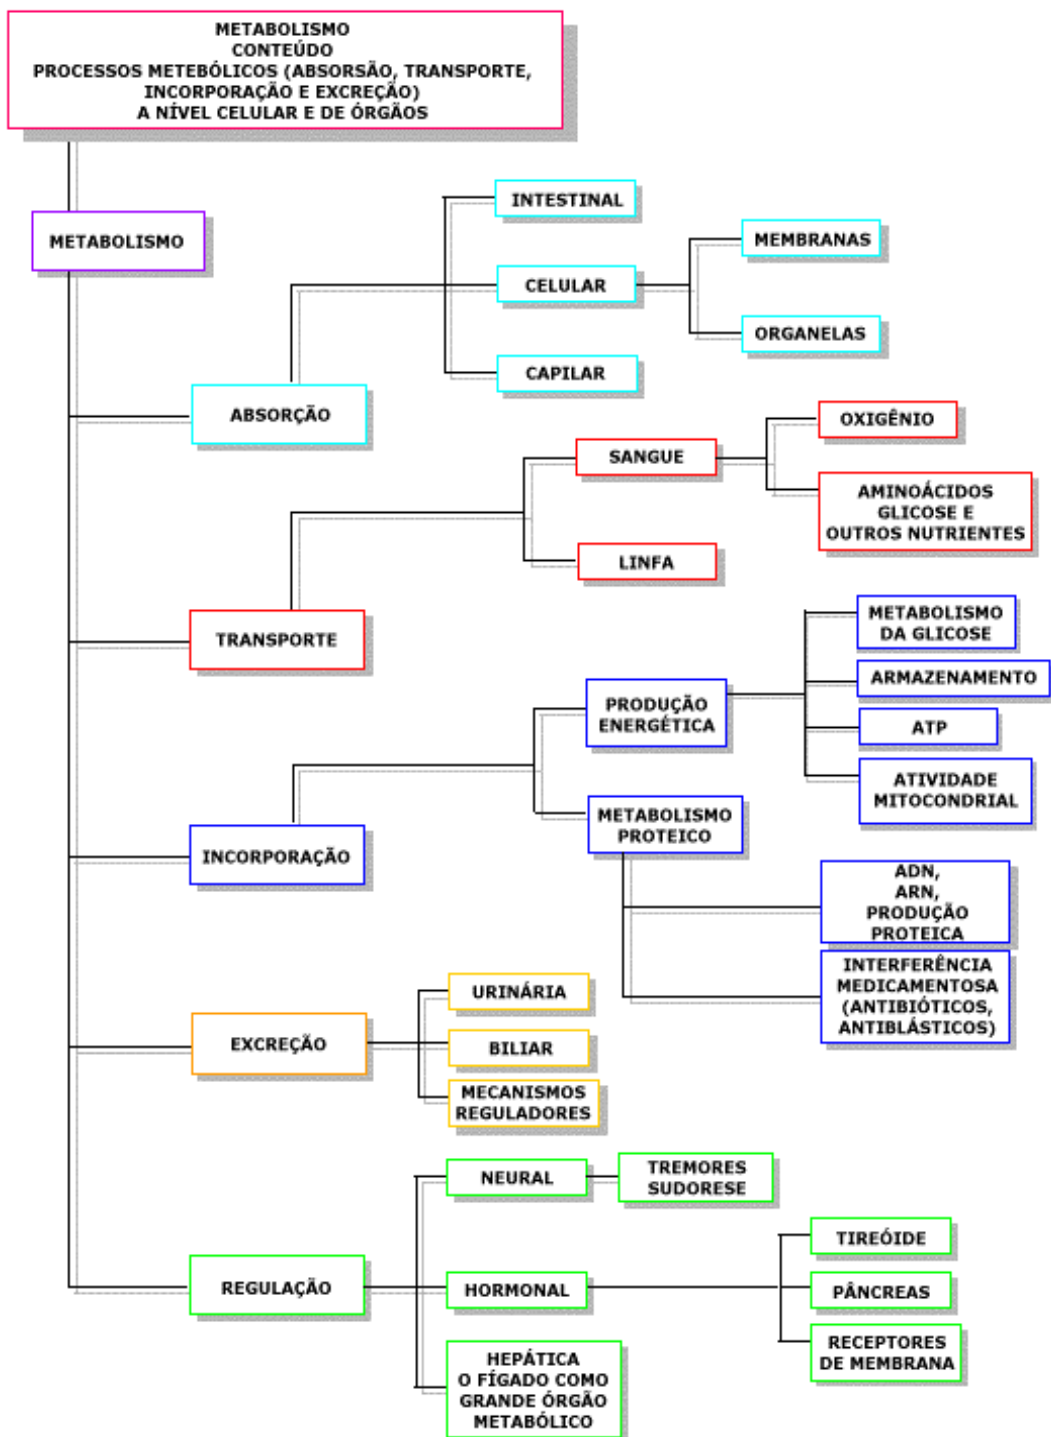 METABOLISMO
CONTEÚDO
PROCESSOS METEBÓLICOS (ABSORSÃO, TRANSPORTE,
INCORPORAÇÃO E EXCREÇÃO)
A NÍVEL CELULAR E DE ÓRGÃOS
METABOLISMO
ABSORÇÃO
INTESTINAL
CELULAR
MEMBRANAS
ORGANELAS
CAPILAR
TRANSPORTE
SANGUE
OXIGÊNIO
AMINOÁCIDOS
GLICOSE E
OUTROS NUTRIENTES
LINFA
INCORPORAÇÃO
PRODUÇÃO
ENERGÉTICA
METABOLISMO
DA GLICOSE
ARMAZENAMENTO
ATP
ATIVIDADE
MITOCONDRIAL
METABOLISMO
PROTEICO
ADN,
ARN,
PRODUÇÃO
PROTEICA
INTERFERÊNCIA
MEDICAMENTOSA
(ANTIBIÓTICOS,
ANTIBLÁSTICOS)
EXCREÇÃO
URINÁRIA
BILIAR
MECANISMOS
REGULADORES
REGULAÇÃO
NEURAL
TREMORES
SUDORESE
HORMONAL
TIREÓIDE
PÂNCREAS
RECEPTORES
DE MEMBRANA
HEPÁTICA
O FÍGADO COMO
GRANDE ÓRGÃO
METABÓLICO